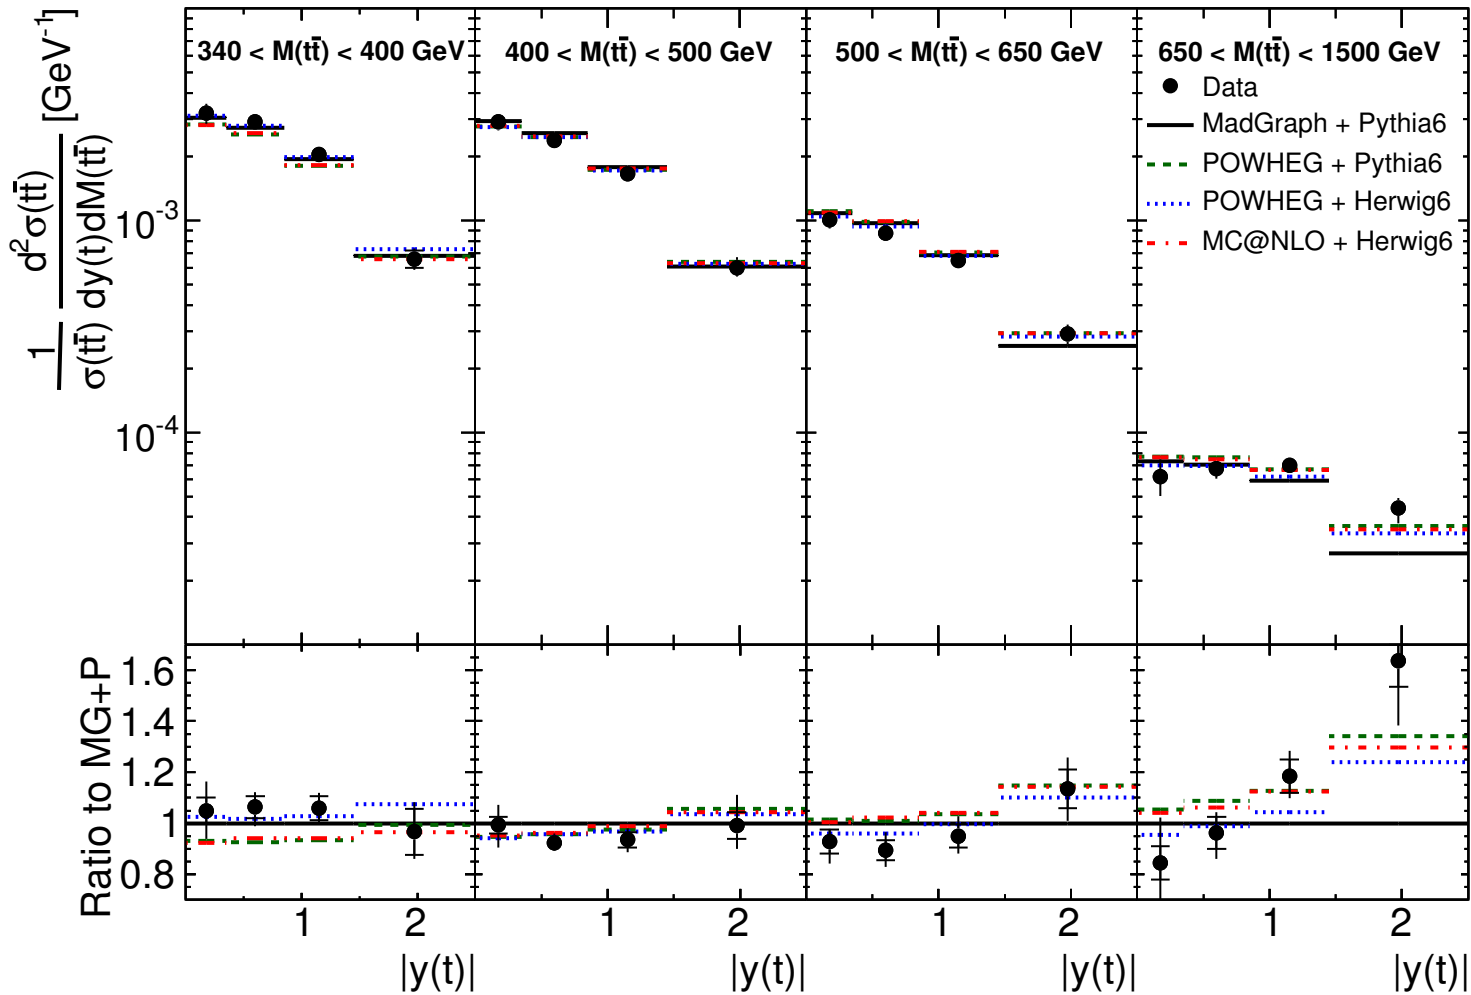 340 < M(tt̄) < 400 GeV
400 < M(tt̄) < 500 GeV
500 < M(tt̄) < 650 GeV
650 < M(tt̄) < 1500 GeV
Data
MadGraph + Pythia6
POWHEG + Pythia6
POWHEG + Herwig6
MC@NLO + Herwig6
1/σ(tt̄) d²σ(tt̄)/dy(t)dM(tt̄) [GeV⁻¹]
10⁻³
10⁻⁴
Ratio to MG+P
1.6
1.4
1.2
1
0.8
1 2 1 2 1 2 1 2
|y(t)| |y(t)| |y(t)| |y(t)|